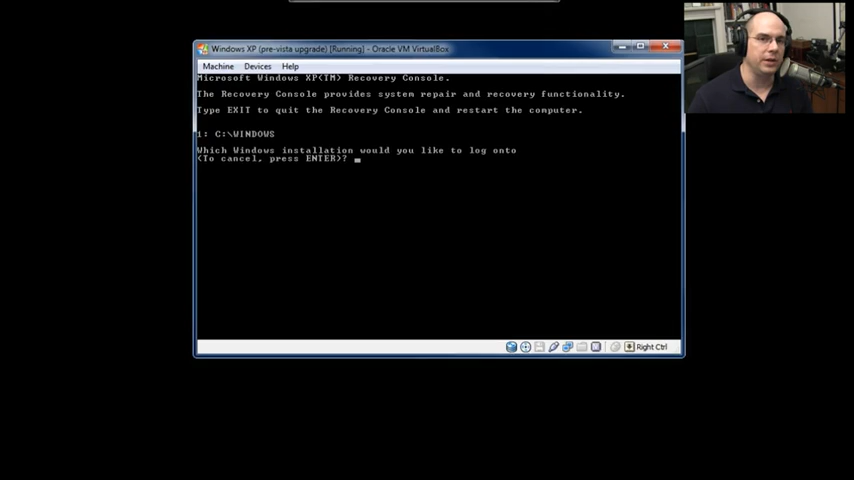 Windows XP (pre-vista upgrade) [Running] - Oracle VM VirtualBox
Machine Devices Help
Microsoft Windows XP(TM) Recovery Console.
The Recovery Console provides system repair and recovery functionality.
Type EXIT to quit the Recovery Console and restart the computer.
1: C:\WINDOWS
Which Windows installation would you like to log onto
(To cancel, press ENTER)?
Right Ctrl